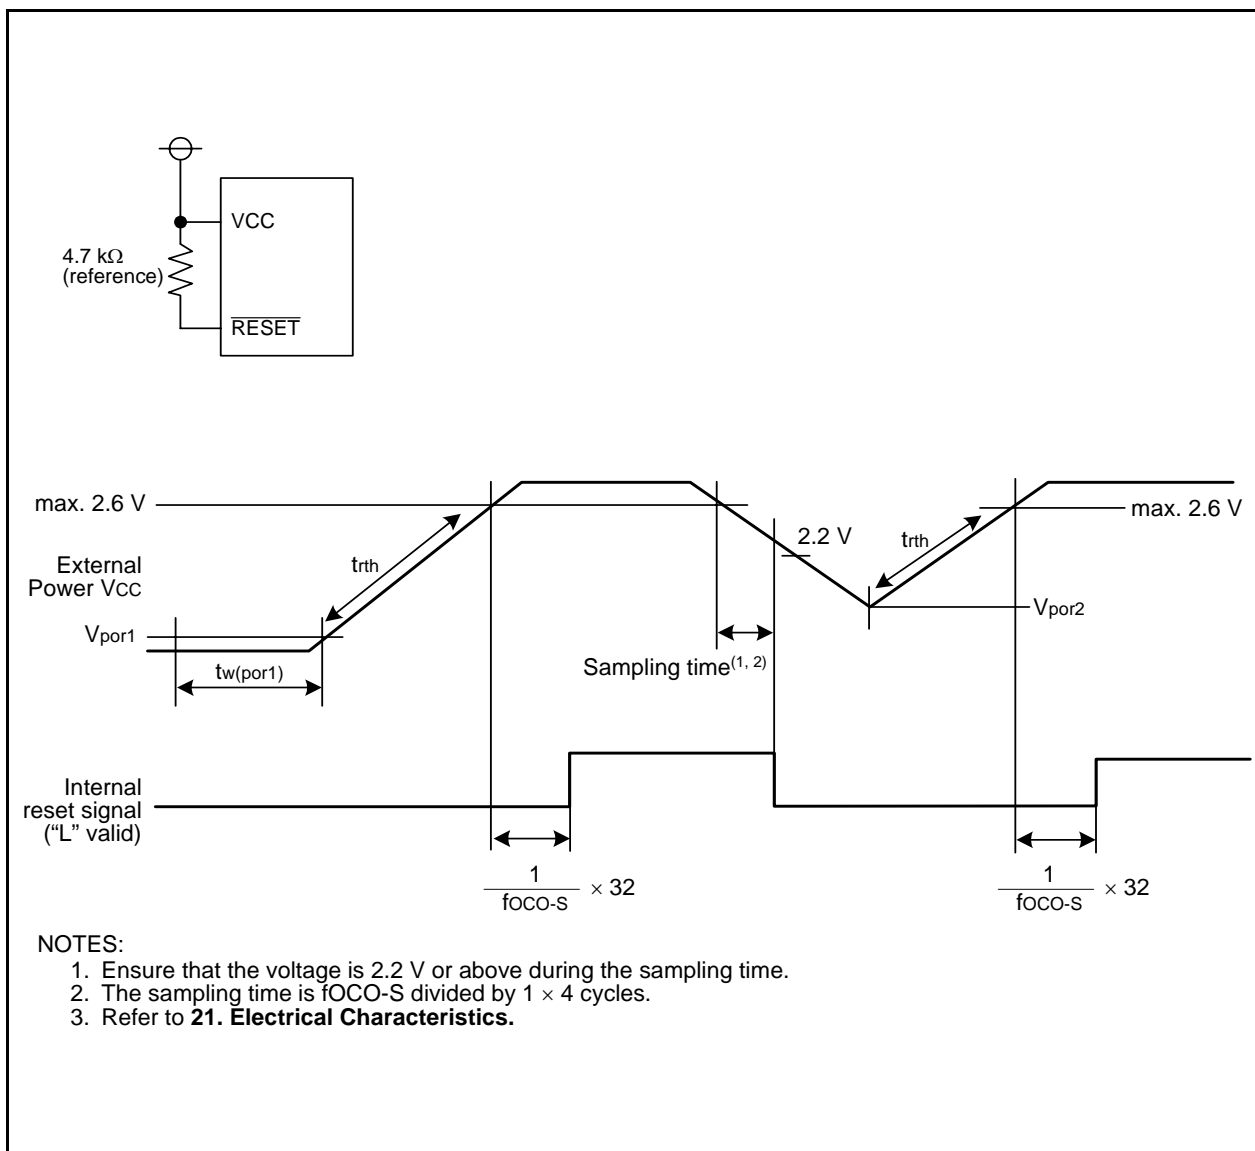 VCC
4.7 kΩ
(reference)
RESET
max. 2.6 V
2.2 V
max. 2.6 V
trth
trth
External
Power VCC
Vpor1
Vpor2
tw(por1)
Sampling time(1, 2)
Internal
reset signal
(“L” valid)
1
fOCO-S
× 32
1
fOCO-S
× 32
NOTES:
1. Ensure that the voltage is 2.2 V or above during the sampling time.
2. The sampling time is fOCO-S divided by 1 × 4 cycles.
3. Refer to 21. Electrical Characteristics.